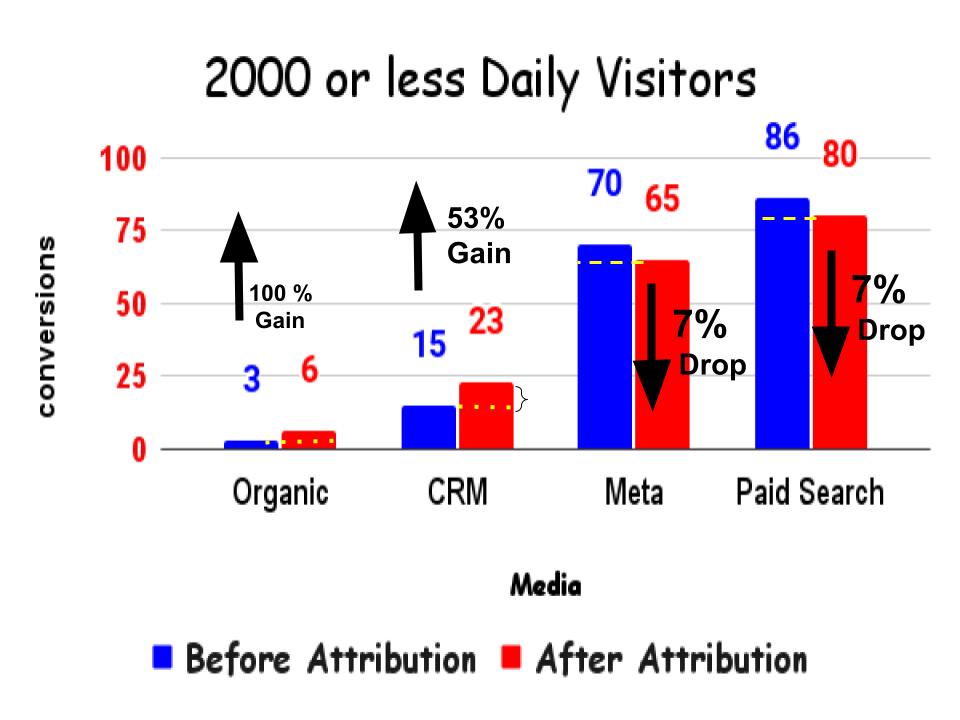 2000 or less Daily Visitors
conversions
100
75
50
25
0
100 %
Gain
53%
Gain
7%
Drop
7%
Drop
3
6
15
23
70
65
86
80
Organic
CRM
Meta
Paid Search
Media
Before Attribution
After Attribution